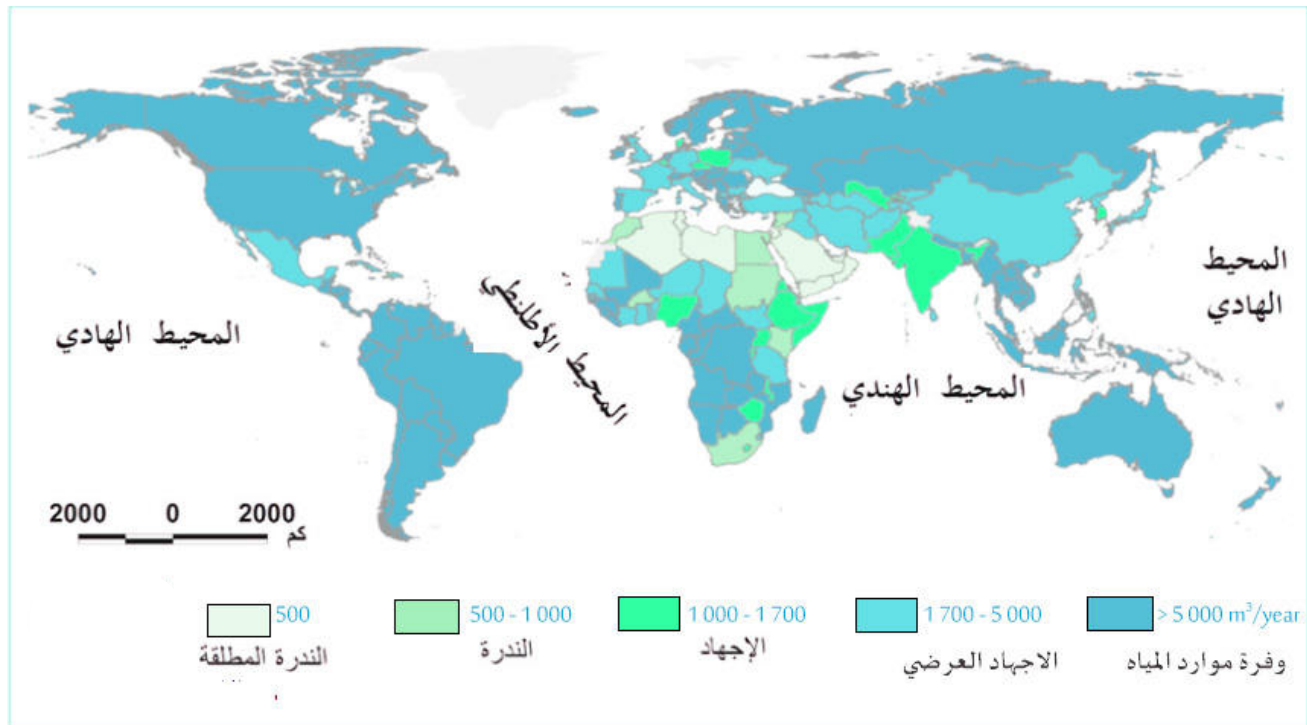 المحيط
الهادي
المحيط الهادي
المحيط الأطلنطي
المحيط الهندي
2000 0 2000
كم
500
500 - 1 000
1 000 - 1 700
1 700 - 5 000
> 5 000 m³/year
الندرة المطلقة
الندرة
الإجهاد
الاجهاد العرضي
وفرة موارد المياه